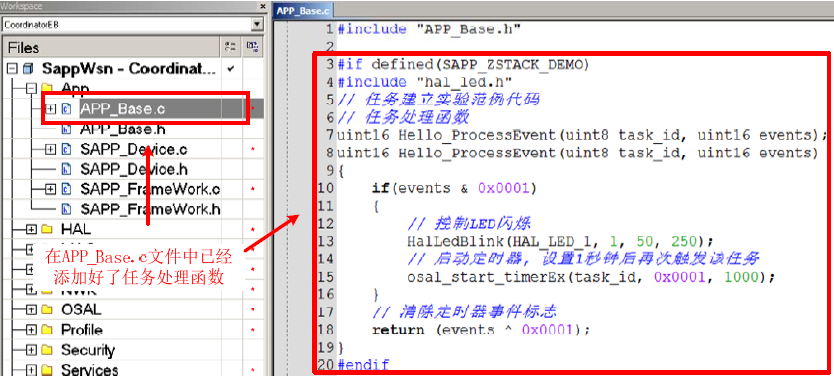 Workspace
CoordinatorEB
Files
SappWsn - Coordinat...
App
APP_Base.c
APP_Base.h
SAPP_Device.c
SAPP_Device.h
SAPP_FrameWork.c
SAPP_FrameWork.h
HAL
在APP_Base.c文件中已经
添加好了任务处理函数
NWK
OSAL
Profile
Security
Services
APP_Base.c
1 #include "APP_Base.h"
2
3 #if defined(SAPP_ZSTACK_DEMO)
4 #include "hal_led.h"
5 // 任务建立实验范例代码
6 // 任务处理函数
7 uint16 Hello_ProcessEvent(uint8 task_id, uint16 events);
8 uint16 Hello_ProcessEvent(uint8 task_id, uint16 events)
9 {
10 if(events & 0x0001)
11 {
12 // 控制LED闪烁
13 HalLedBlink(HAL_LED_1, 1, 50, 250);
14 // 启动定时器，设置1秒钟后再次触发该任务
15 osal_start_timerEx(task_id, 0x0001, 1000);
16 }
17 // 清除定时器事件标志
18 return (events ^ 0x0001);
19 }
20 #endif